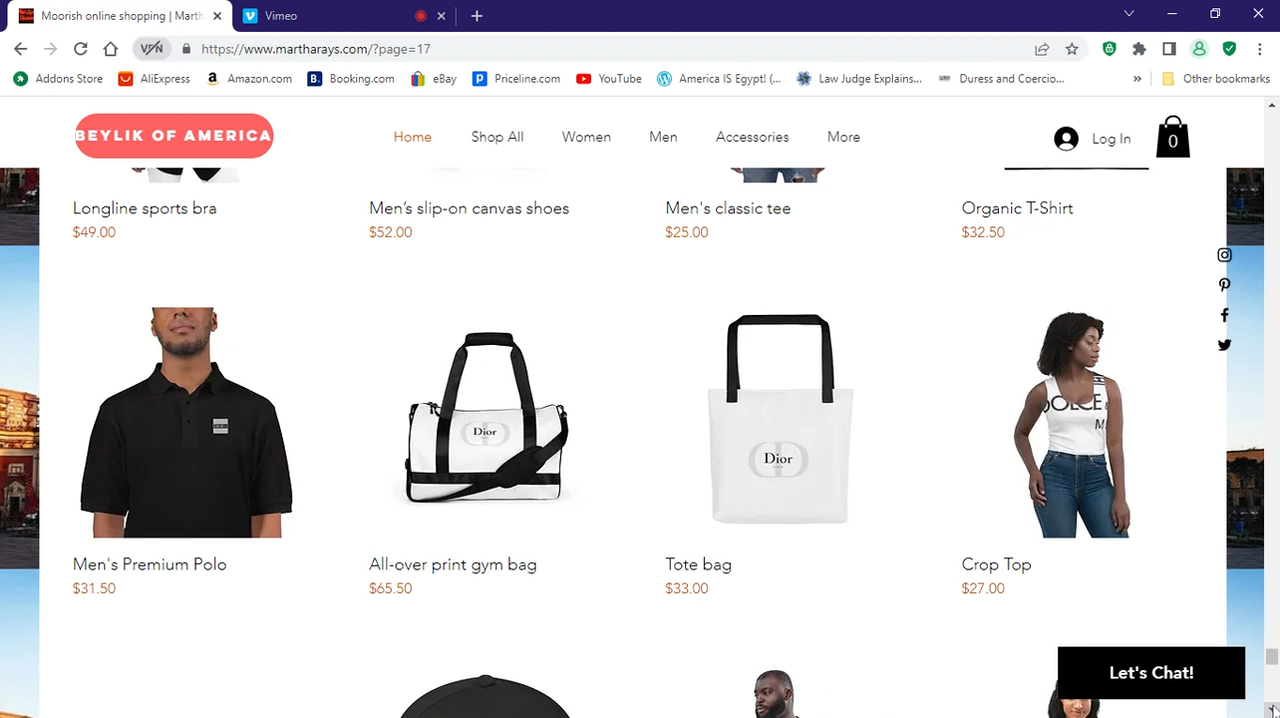 Moorish online shopping | Marth
Vimeo
VPN
https://www.martharays.com/?page=17
Addons Store
AliExpress
Amazon.com
Booking.com
eBay
Priceline.com
YouTube
America IS Egypt! (...
Law Judge Explains...
Duress and Coercio...
Other bookmarks
BEYLIK OF AMERICA
Home
Shop All
Women
Men
Accessories
More
Log In
0
Longline sports bra
$49.00
Men’s slip-on canvas shoes
$52.00
Men's classic tee
$25.00
Organic T-Shirt
$32.50
Dior
Dior
DOLCE &
M
Men's Premium Polo
$31.50
All-over print gym bag
$65.50
Tote bag
$33.00
Crop Top
$27.00
Let's Chat!